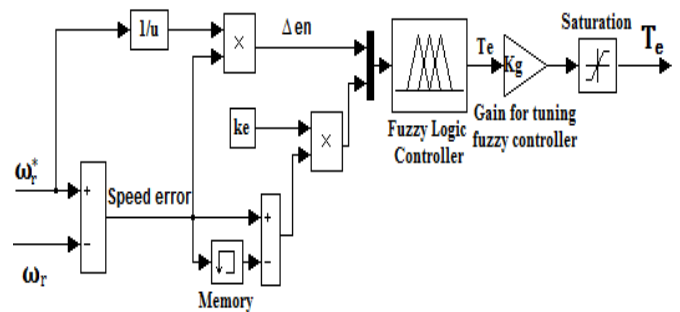 1/u
×
Δen
Saturation
Te
Kg
Te
ke
×
Fuzzy Logic
Controller
Gain for tuning
fuzzy controller
ωr*
+
−
Speed error
+
−
ωr
Memory